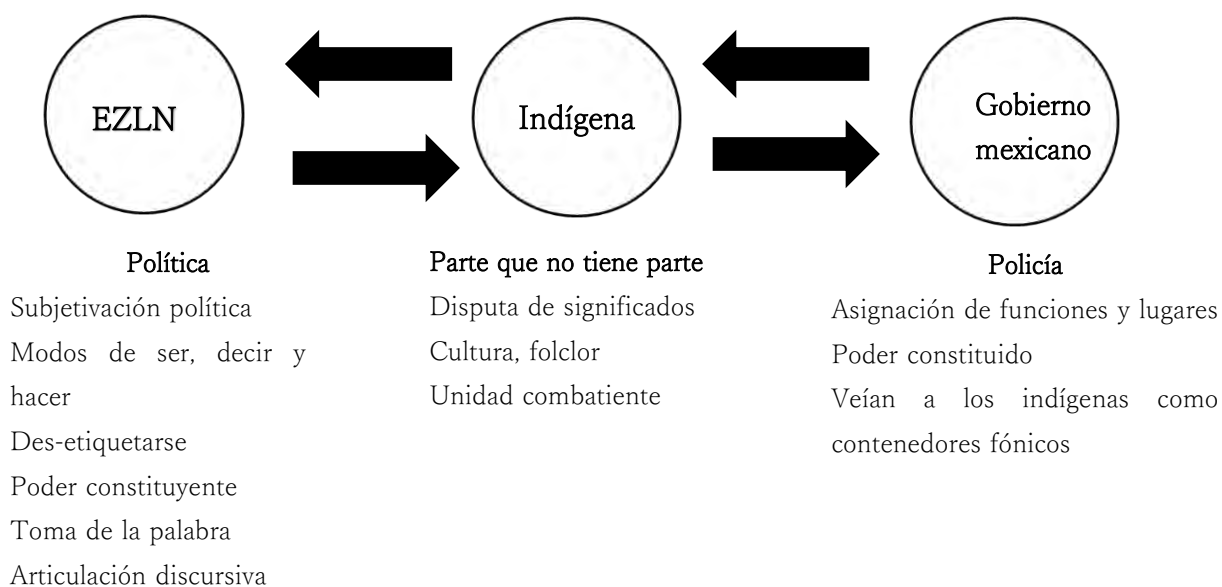 EZLN
Indígena
Gobierno
mexicano
Política
Subjetivación política
Modos de ser, decir y
hacer
Des-etiquetarse
Poder constituyente
Toma de la palabra
Articulación discursiva
Parte que no tiene parte
Disputa de significados
Cultura, folclor
Unidad combatiente
Policía
Asignación de funciones y lugares
Poder constituido
Veían a los indígenas como
contenedores fónicos